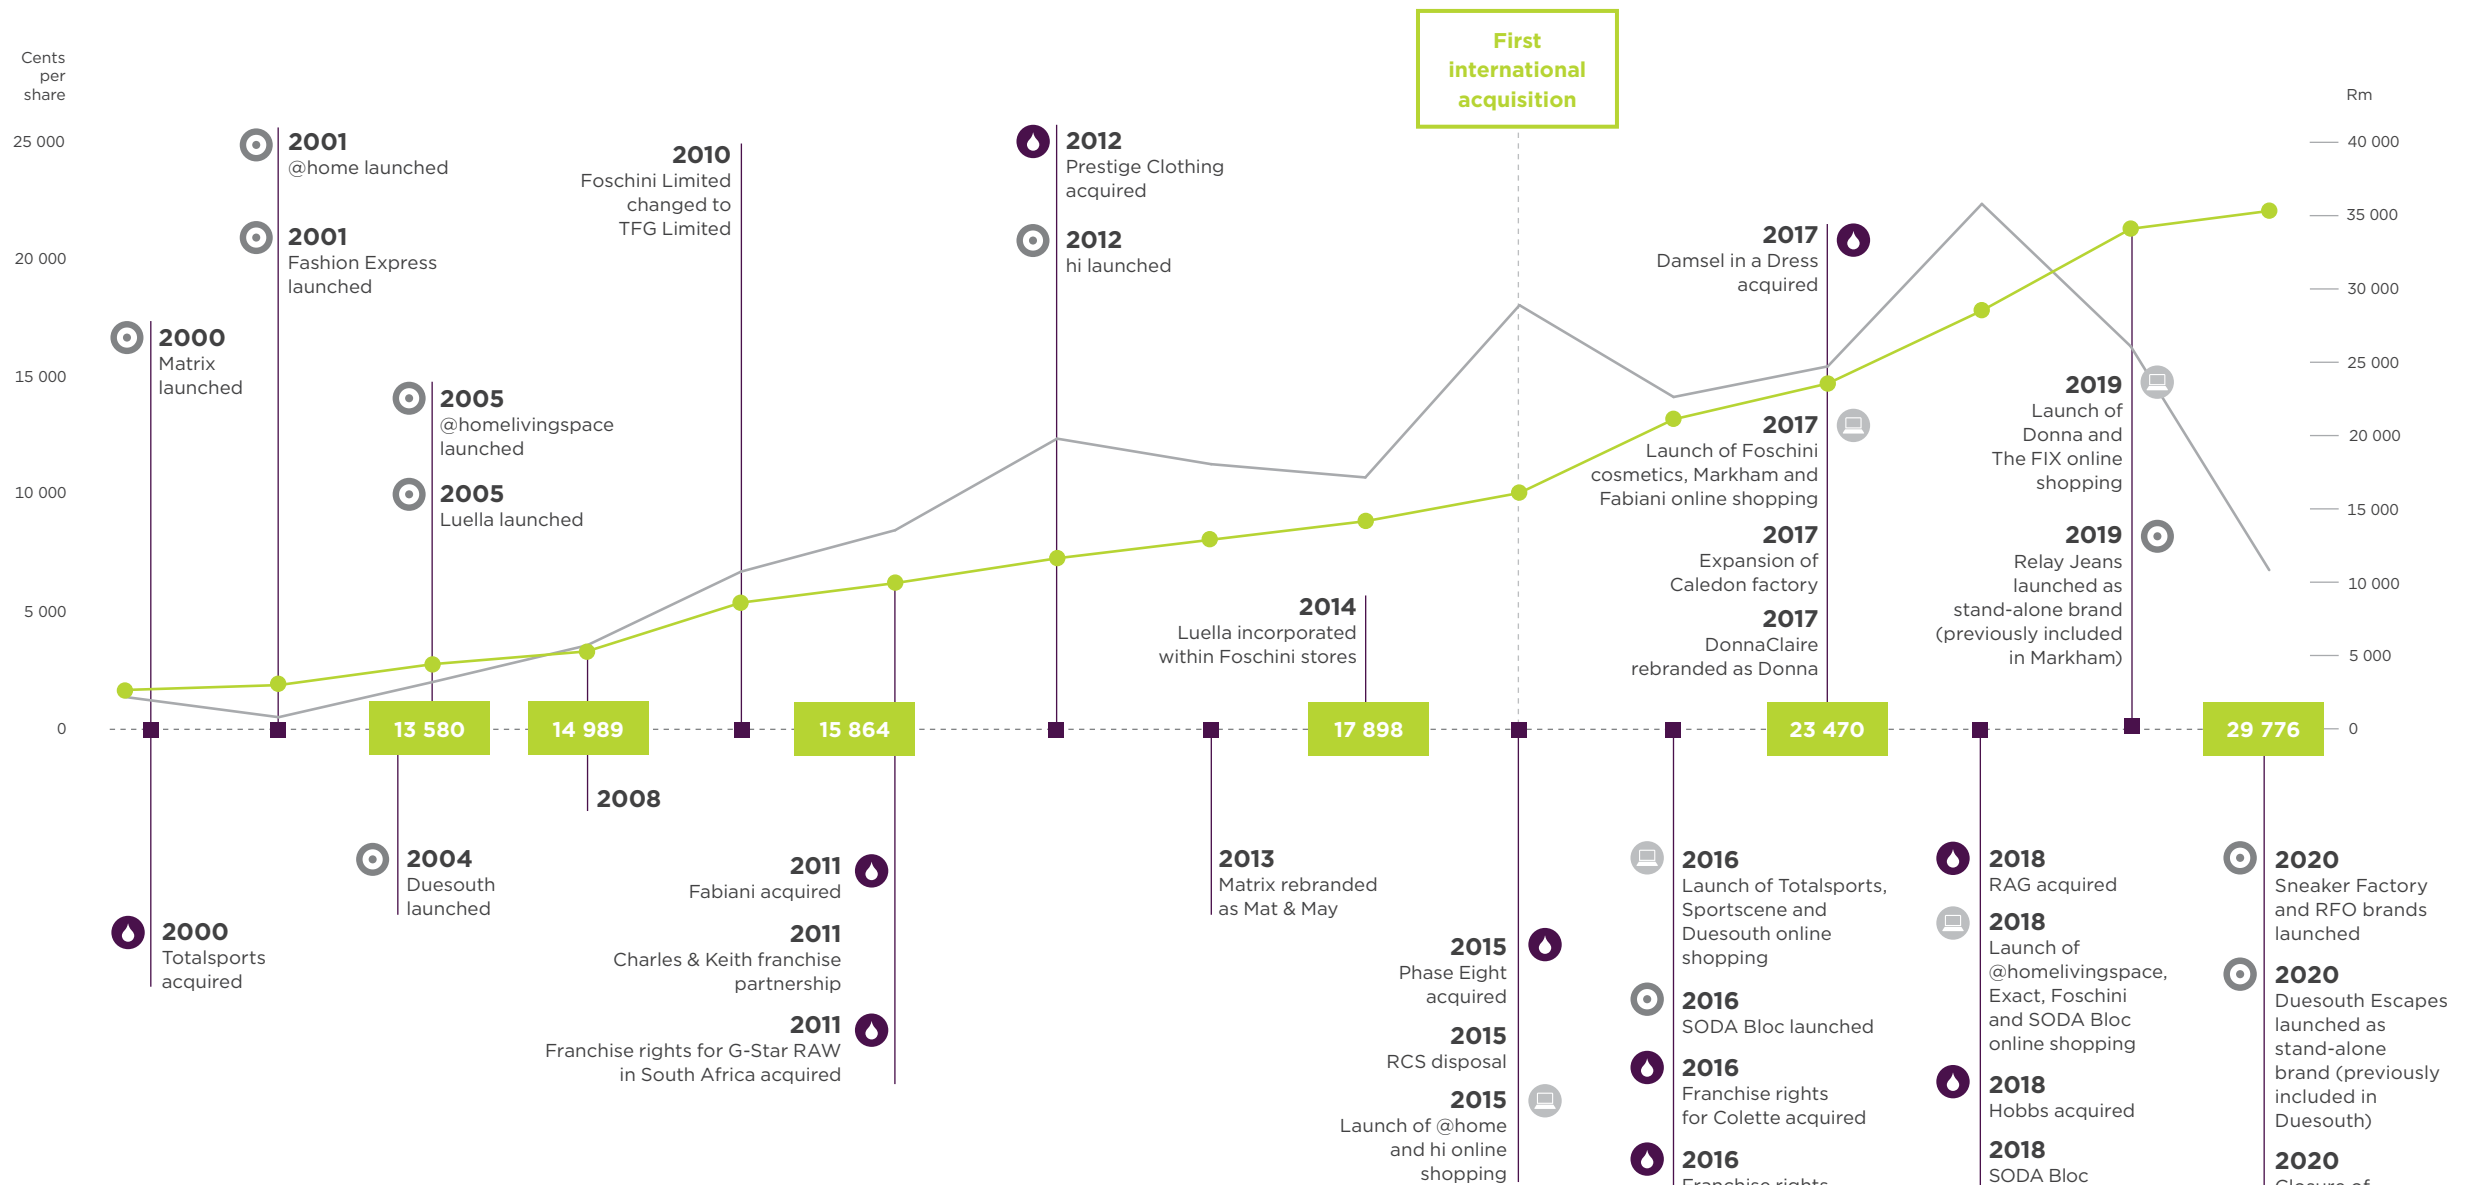 First
international
acquisition
Cents
per
share
25 000
20 000
15 000
10 000
5 000
0
Rm
40 000
35 000
30 000
25 000
20 000
15 000
10 000
5 000
0
2000
Matrix
launched
2001
@home launched
2001
Fashion Express
launched
2005
@homelivingspace
launched
2005
Luella launched
2010
Foschini Limited
changed to
TFG Limited
2012
Prestige Clothing
acquired
2012
hi launched
2014
Luella incorporated
within Foschini stores
2017
Damsel in a Dress
acquired
2017
Launch of Foschini
cosmetics, Markham and
Fabiani online shopping
2017
Expansion of
Caledon factory
2017
DonnaClaire
rebranded as Donna
2019
Launch of
Donna and
The FIX online
shopping
2019
Relay Jeans
launched as
stand-alone brand
(previously included
in Markham)
13 580
14 989
15 864
17 898
23 470
29 776
2000
Totalsports
acquired
2004
Duesouth
launched
2008
2011
Fabiani acquired
2011
Charles & Keith franchise
partnership
2011
Franchise rights for G-Star RAW
in South Africa acquired
2013
Matrix rebranded
as Mat & May
2015
Phase Eight
acquired
2015
RCS disposal
2015
Launch of @home
and hi online
shopping
2016
Launch of Totalsports,
Sportscene and
Duesouth online
shopping
2016
SODA Bloc launched
2016
Franchise rights
for Colette acquired
2016
Franchise rights
2018
RAG acquired
2018
Launch of
@homelivingspace,
Exact, Foschini
and SODA Bloc
online shopping
2018
Hobbs acquired
2018
SODA Bloc
2020
Sneaker Factory
and RFO brands
launched
2020
Duesouth Escapes
launched as
stand-alone
brand (previously
included in
Duesouth)
2020
Closure of